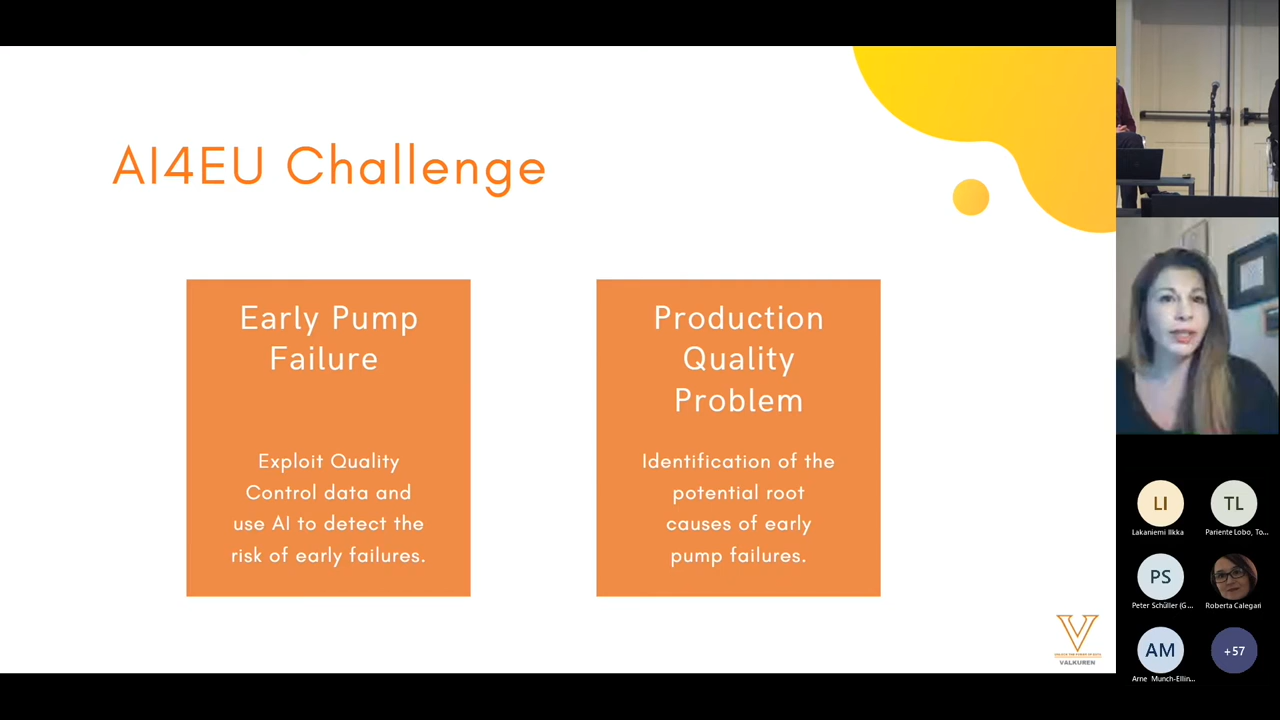 AI4EU Challenge
Early Pump
Failure
Exploit Quality
Control data and
use AI to detect the
risk of early failures.
Production
Quality
Problem
Identification of the
potential root
causes of early
pump failures.
VALKUREN
LI
Lakaniemi Ilkka
TL
Pariente Lobo, To...
PS
Peter Schüller (G...
Roberta Calegari
AM
Arne Munch-Ellin...
+57